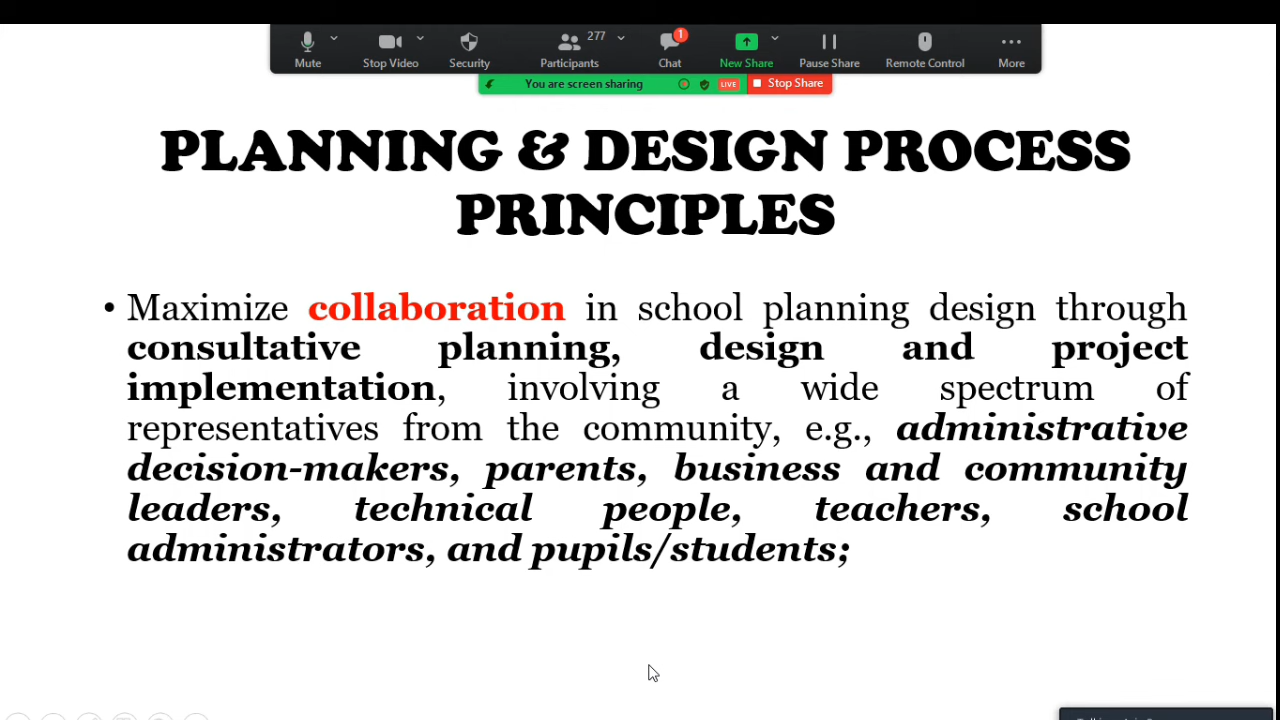 277
1
Mute
Stop Video
Security
Participants
Chat
New Share
Pause Share
Remote Control
More
You are screen sharing
LIVE
Stop Share
PLANNING & DESIGN PROCESS
PRINCIPLES
• Maximize collaboration in school planning design through
consultative planning, design and project
implementation, involving a wide spectrum of
representatives from the community, e.g., administrative
decision-makers, parents, business and community
leaders, technical people, teachers, school
administrators, and pupils/students;